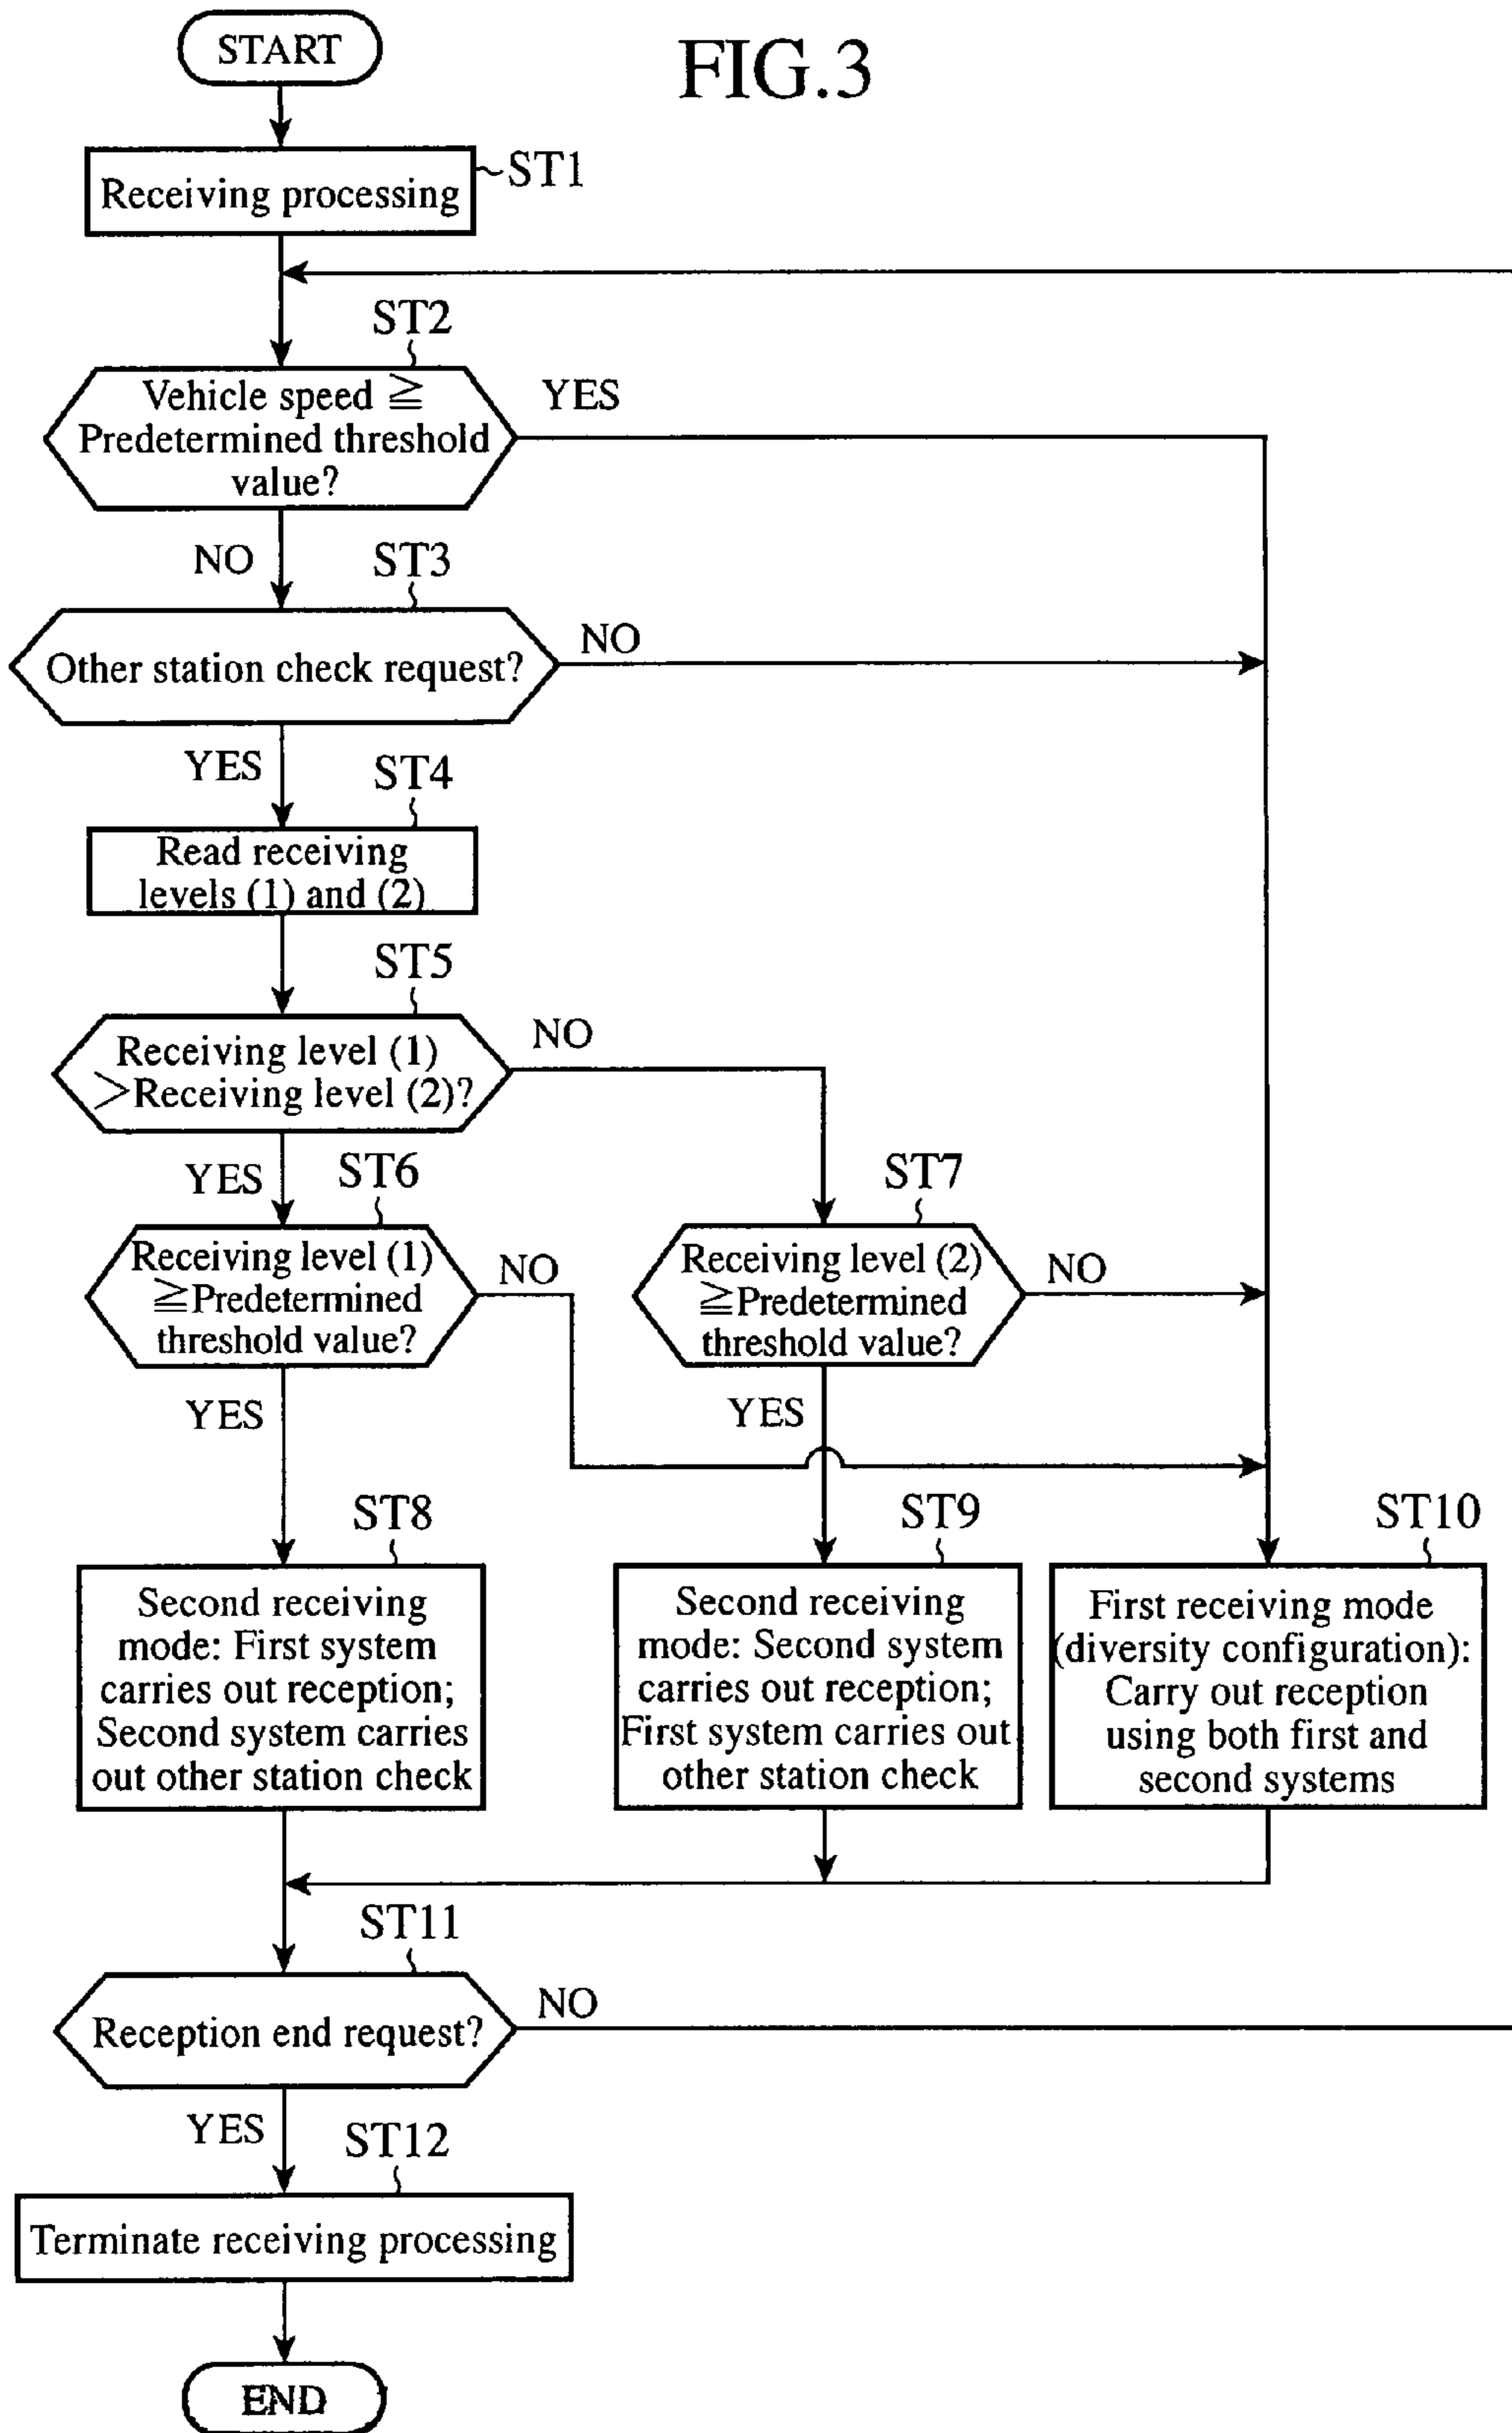 START
FIG.3
Receiving processing
ST1
ST2
Vehicle speed ≧
Predetermined threshold
value?
YES
NO
ST3
Other station check request?
NO
YES
ST4
Read receiving
levels (1) and (2)
ST5
Receiving level (1)
>Receiving level (2)?
NO
YES
ST6
Receiving level (1)
≧Predetermined
threshold value?
NO
ST7
Receiving level (2)
≧Predetermined
threshold value?
NO
YES
YES
ST8
Second receiving
mode: First system
carries out reception;
Second system carries
out other station check
ST9
Second receiving
mode: Second system
carries out reception;
First system carries out
other station check
ST10
First receiving mode
(diversity configuration):
Carry out reception
using both first and
second systems
ST11
Reception end request?
NO
YES
ST12
Terminate receiving processing
END